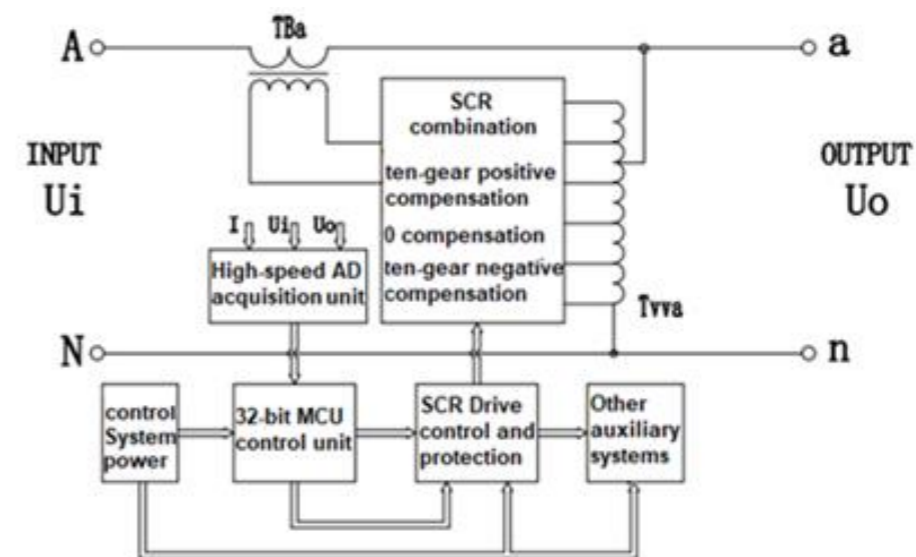 TBa
A
a
SCR
combination
INPUT
Ui
ten-gear positive
compensation
OUTPUT
Uo
I Ui Uo
0 compensation
High-speed AD
acquisition unit
ten-gear negative
compensation
Tvva
N
n
control
System
power
32-bit MCU
control unit
SCR Drive
control and
protection
Other
auxiliary
systems